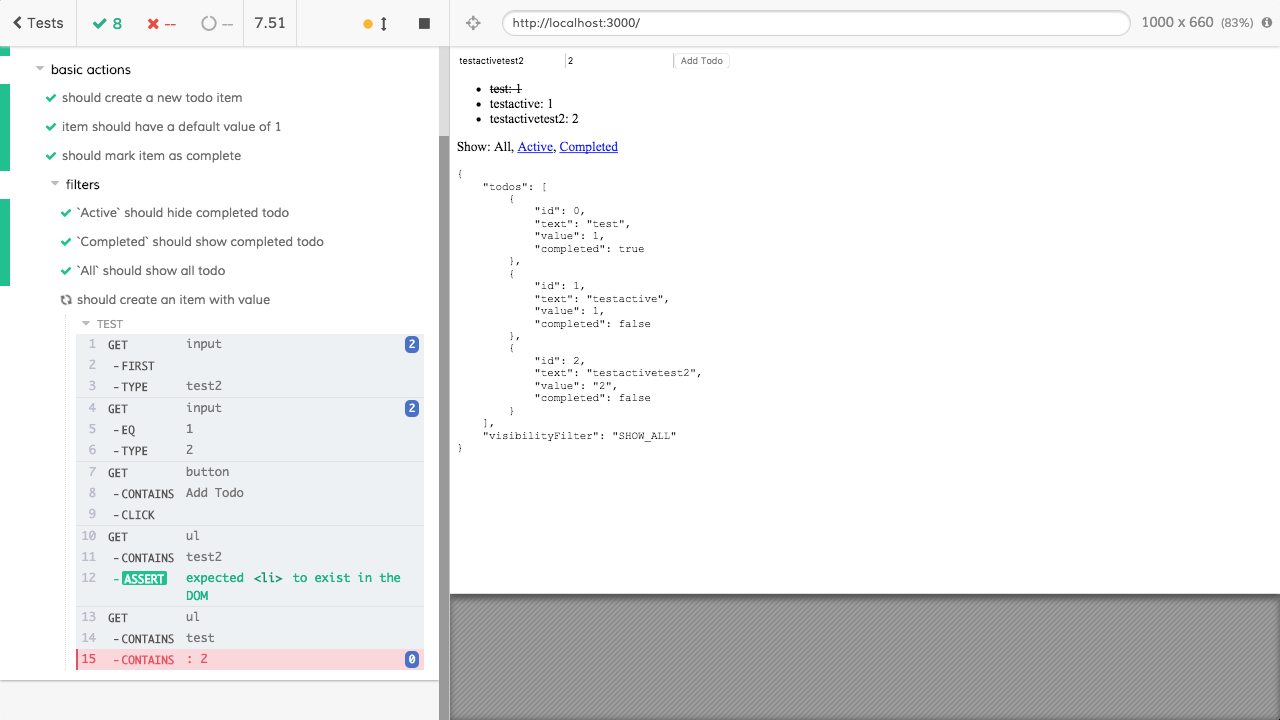 Tests
8
--
--
7.51
http://localhost:3000/
1000 x 660 (83%)
basic actions
should create a new todo item
item should have a default value of 1
should mark item as complete
filters
`Active` should hide completed todo
`Completed` should show completed todo
`All` should show all todo
should create an item with value
TEST
1 GET input 2
2 -FIRST
3 -TYPE test2
4 GET input 2
5 -EQ 1
6 -TYPE 2
7 GET button
8 -CONTAINS Add Todo
9 -CLICK
10 GET ul
11 -CONTAINS test2
12 -ASSERT expected <li> to exist in the
DOM
13 GET ul
14 -CONTAINS test
15 -CONTAINS : 2 0
testactivetest2 2 Add Todo
test: 1
testactive: 1
testactivetest2: 2
Show: All, Active, Completed
{
"todos": [
{
"id": 0,
"text": "test",
"value": 1,
"completed": true
},
{
"id": 1,
"text": "testactive",
"value": 1,
"completed": false
},
{
"id": 2,
"text": "testactivetest2",
"value": "2",
"completed": false
}
],
"visibilityFilter": "SHOW_ALL"
}